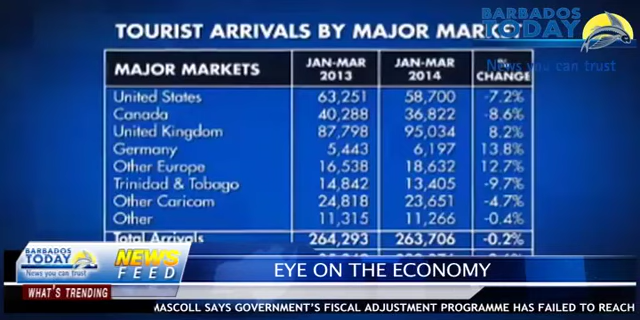 TOURIST ARRIVALS BY MAJOR MARKET
BARBADOS
TODAY
News you can trust
MAJOR MARKETS JAN-MAR 2013 JAN-MAR 2014 % CHANGE
United States 63,251 58,700 -7.2%
Canada 40,288 36,822 -8.6%
United Kingdom 87,798 95,034 8.2%
Germany 5,443 6,197 13.8%
Other Europe 16,538 18,632 12.7%
Trinidad & Tobago 14,842 13,405 -9.7%
Other Caricom 24,818 23,651 -4.7%
Other 11,315 11,266 -0.4%
Total Arrivals 264,293 263,706 -0.2%
BARBADOS
TODAY
News you can trust
NEWS
FEED
EYE ON THE ECONOMY
WHAT'S TRENDING
MASCOLL SAYS GOVERNMENT'S FISCAL ADJUSTMENT PROGRAMME HAS FAILED TO REACH